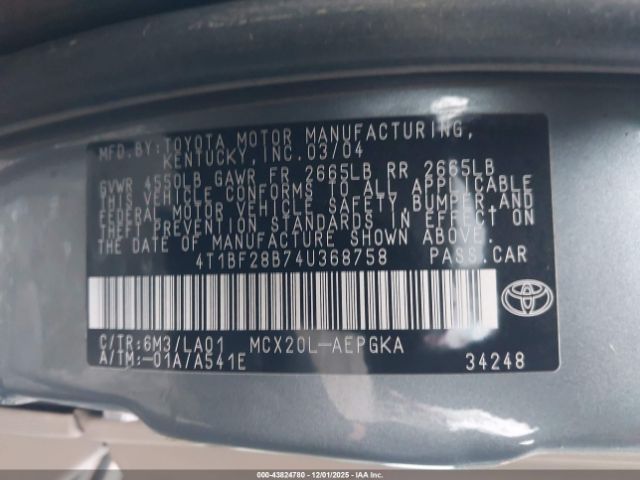 MFD.BY:TOYOTA MOTOR MANUFACTURING,
KENTUCKY,INC.03/04
GVWR 4550LB GAWR FR 2665LB RR 2665LB
THIS VEHICLE CONFORMS TO ALL APPLICABLE
FEDERAL MOTOR VEHICLE SAFETY,BUMPER,AND
THEFT PREVENTION STANDARDS IN EFFECT ON
THE DATE OF MANUFACTURE SHOWN ABOVE.
4T1BF28B74U368758 PASS.CAR
C/TR:6M3/LA01 MCX20L-AEPGKA
A/TM:-01A/A541E 34248
000-43824780 - 12/01/2025 - IAAI.COM